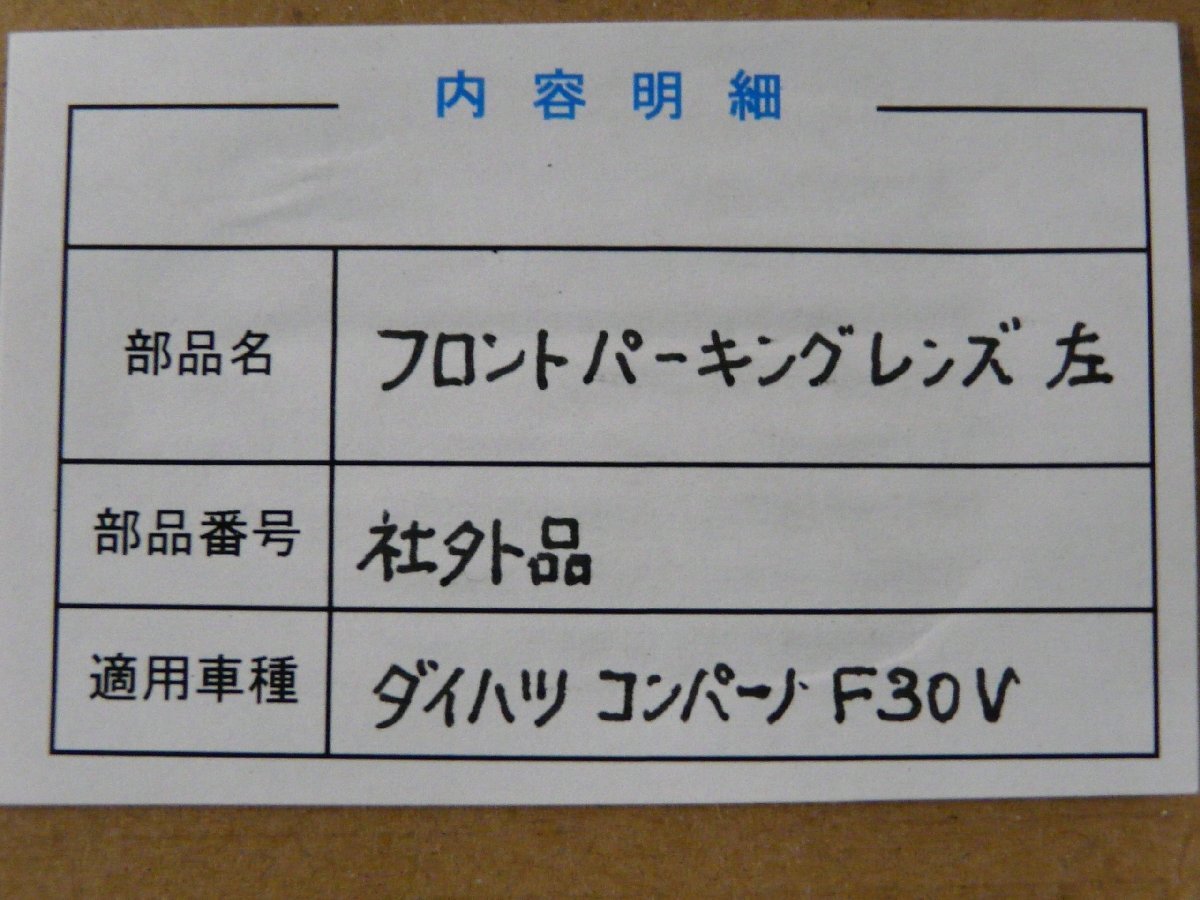 内容明細
部品名 フロントパーキングレンズ 左
部品番号 社外品
適用車種 ダイハツ コンパーノ F30V